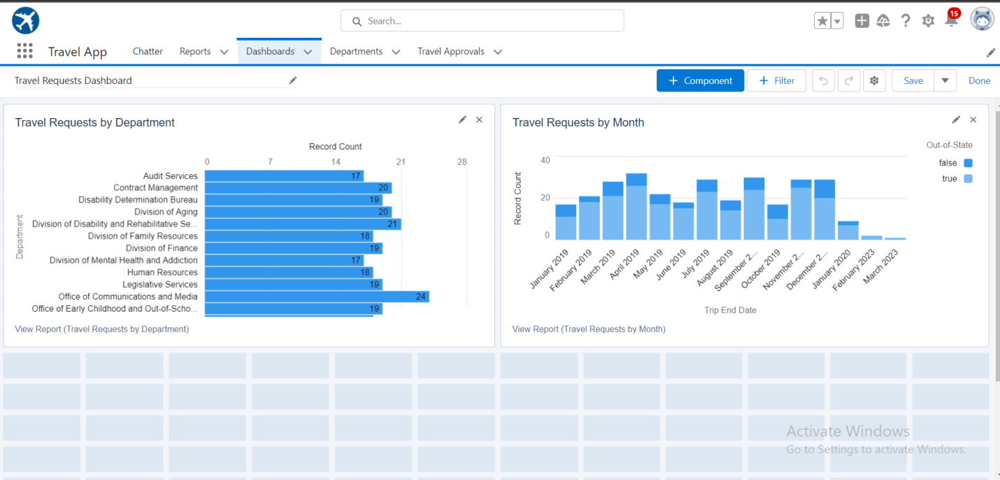 Search...
15
Travel App
Chatter
Reports
Dashboards
Departments
Travel Approvals
Travel Requests Dashboard
+ Component
+ Filter
Save
Done
Travel Requests by Department
Record Count
0 7 14 21 28
Department
Audit Services 17
Contract Management 20
Disability Determination Bureau 19
Division of Aging 20
Division of Disability and Rehabilitative Se... 21
Division of Family Resources 18
Division of Finance 19
Division of Mental Health and Addiction 17
Human Resources 18
Legislative Services 19
Office of Communications and Media 24
Office of Early Childhood and Out-of-Scho... 19
View Report (Travel Requests by Department)
Travel Requests by Month
Out-of-State
false
true
Record Count
40
20
0
January 2019
February 2019
March 2019
April 2019
May 2019
June 2019
July 2019
August 2019
September 2...
October 2019
November 2...
December 2...
January 2020
February 2023
March 2023
Trip End Date
View Report (Travel Requests by Month)
Activate Windows
Go to Settings to activate Windows.